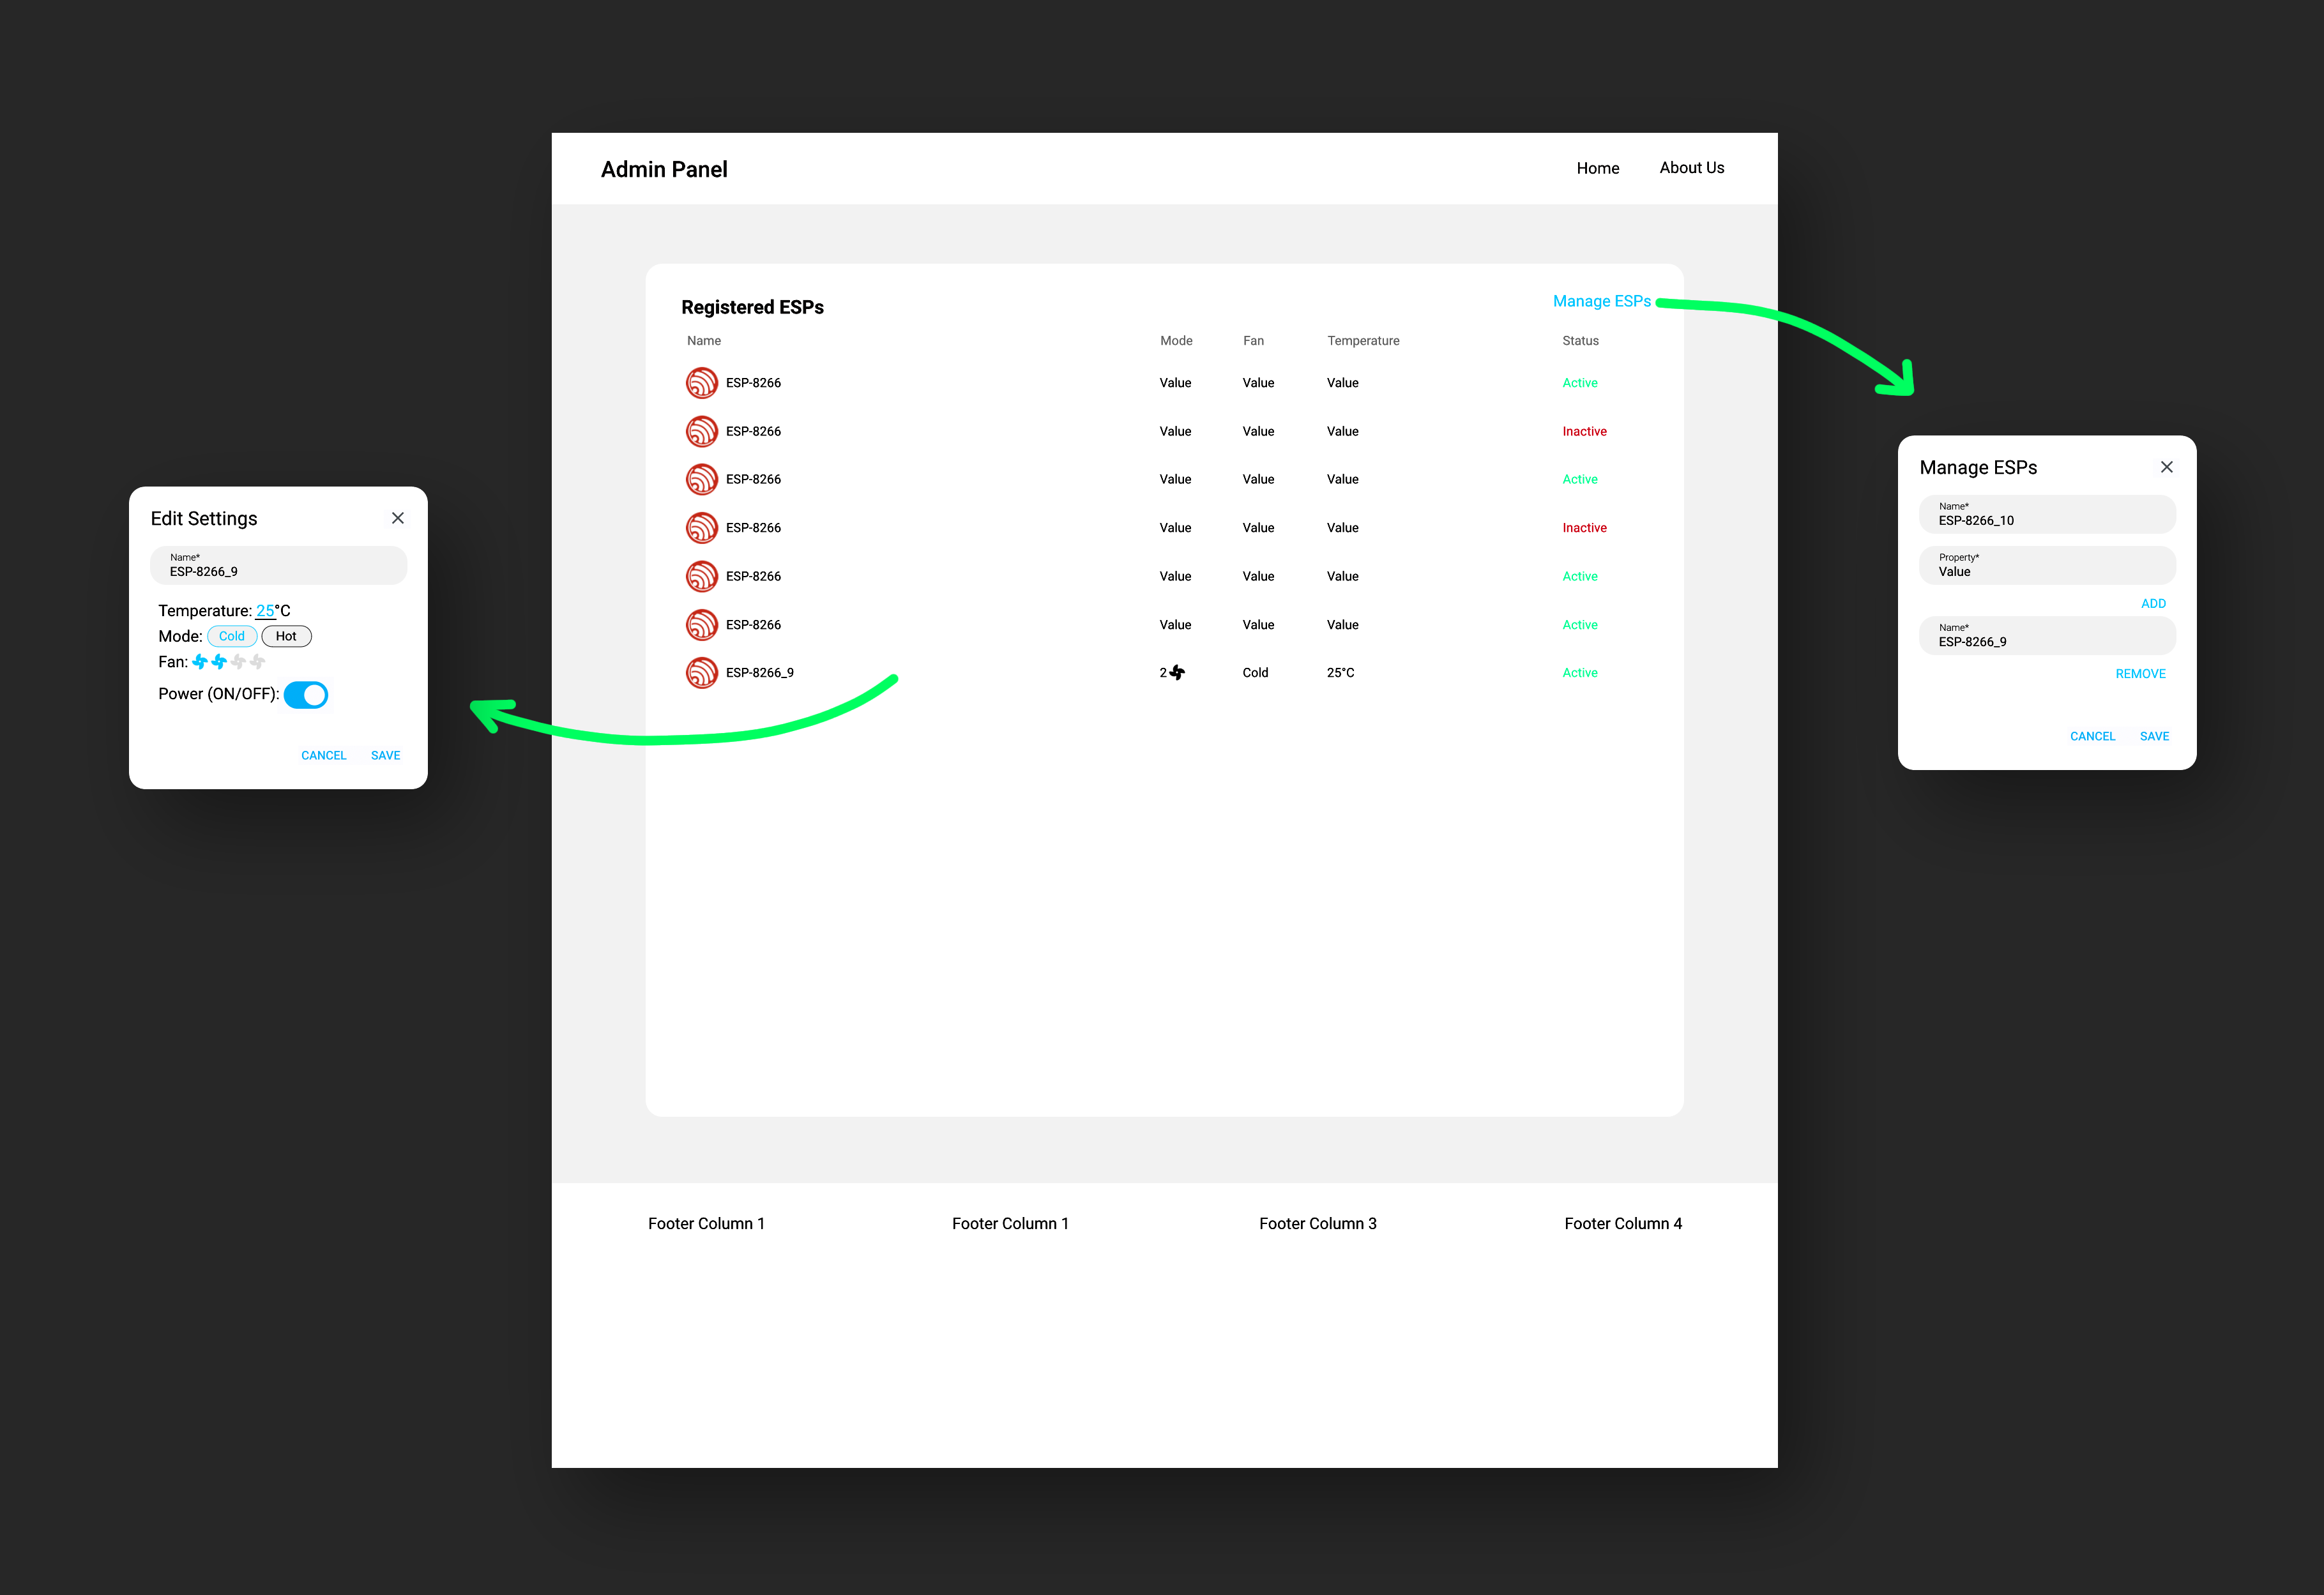 Admin Panel
Home
About Us
Registered ESPs
Manage ESPs
Name Mode Fan Temperature Status
ESP-8266 Value Value Value Active
ESP-8266 Value Value Value Inactive
ESP-8266 Value Value Value Active
ESP-8266 Value Value Value Inactive
ESP-8266 Value Value Value Active
ESP-8266 Value Value Value Active
ESP-8266_9 2 Cold 25°C Active
Footer Column 1
Footer Column 1
Footer Column 3
Footer Column 4
Edit Settings
Name*
ESP-8266_9
Temperature: 25°C
Mode: Cold Hot
Fan:
Power (ON/OFF):
CANCEL SAVE
Manage ESPs
Name*
ESP-8266_10
Property*
Value
ADD
Name*
ESP-8266_9
REMOVE
CANCEL SAVE